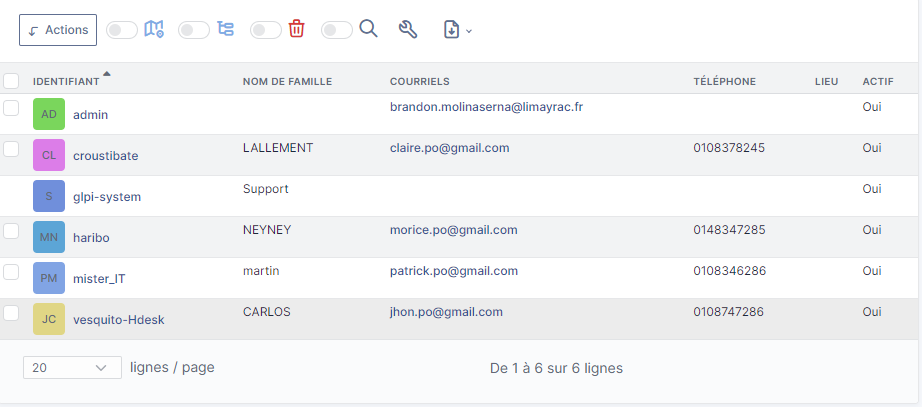 Actions
IDENTIFIANT NOM DE FAMILLE COURRIELS TÉLÉPHONE LIEU ACTIF
AD admin brandon.molinaserna@limayrac.fr Oui
CL croustibate LALLEMENT claire.po@gmail.com 0108378245 Oui
S glpi-system Support Oui
MN haribo NEYNEY morice.po@gmail.com 0148347285 Oui
PM mister_IT martin patrick.po@gmail.com 0108346286 Oui
JC vesquito-Hdesk CARLOS jhon.po@gmail.com 0108747286 Oui
20 lignes / page De 1 à 6 sur 6 lignes